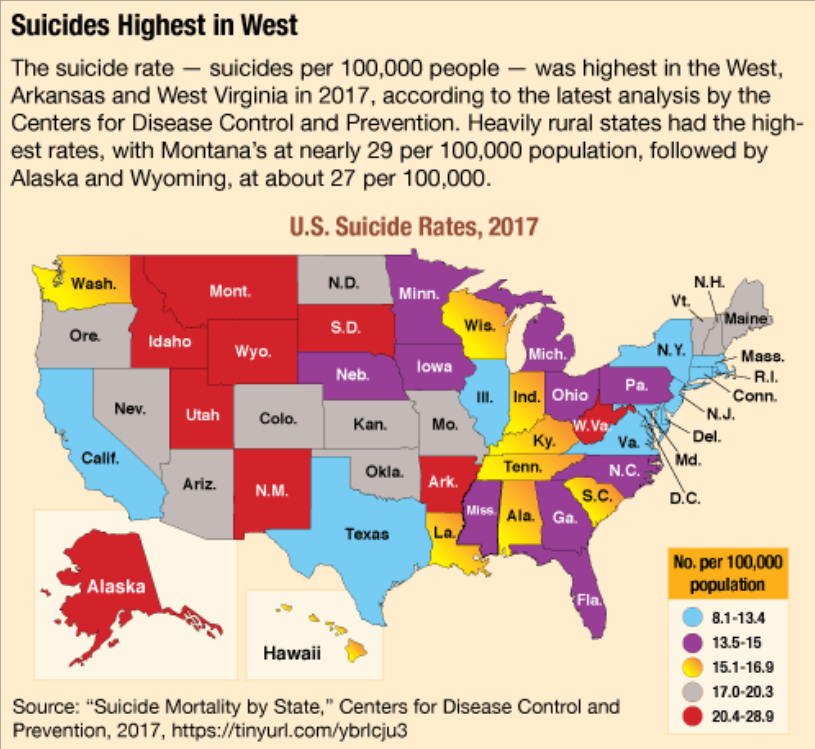 Suicides Highest in West
The suicide rate — suicides per 100,000 people — was highest in the West,
Arkansas and West Virginia in 2017, according to the latest analysis by the
Centers for Disease Control and Prevention. Heavily rural states had the high-
est rates, with Montana's at nearly 29 per 100,000 population, followed by
Alaska and Wyoming, at about 27 per 100,000.
U.S. Suicide Rates, 2017
Wash.
Mont.
N.D.
Minn.
N.H.
Vt.
Maine
Ore.
Idaho
Wyo.
S.D.
Wis.
Mich.
N.Y.
Mass.
R.I.
Conn.
Nev.
Utah
Colo.
Neb.
Iowa
Ill.
Ind.
Ohio
Pa.
N.J.
Calif.
Kan.
Mo.
Ky.
W.Va.
Va.
Del.
Md.
D.C.
Ariz.
N.M.
Okla.
Ark.
Tenn.
N.C.
S.C.
Texas
La.
Miss.
Ala.
Ga.
Fla.
Alaska
Hawaii
No. per 100,000
population
8.1-13.4
13.5-15
15.1-16.9
17.0-20.3
20.4-28.9
Source: “Suicide Mortality by State,” Centers for Disease Control and
Prevention, 2017, https://tinyurl.com/ybrlcju3